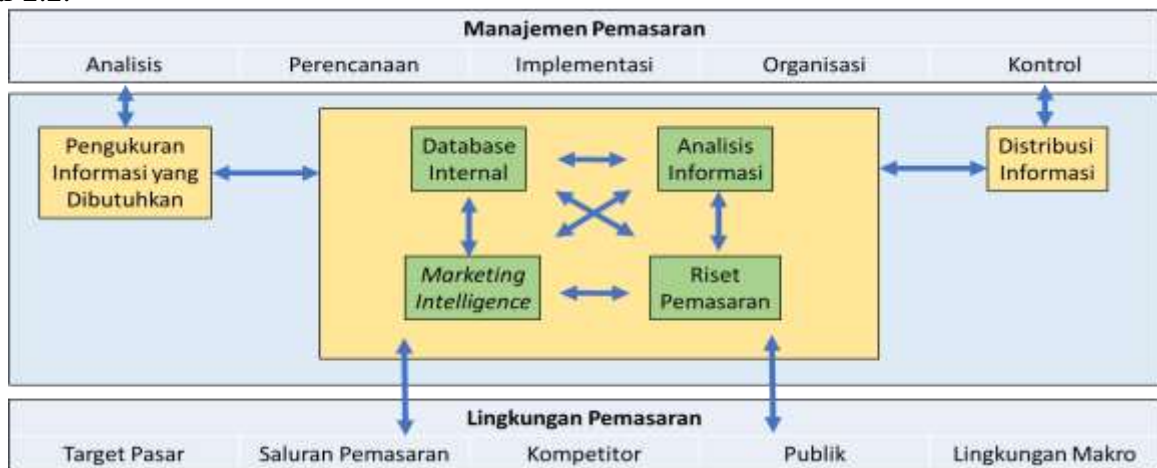 Manajemen Pemasaran
Analisis Perencanaan Implementasi Organisasi Kontrol
Pengukuran
Informasi yang
Dibutuhkan
Database
Internal
Analisis
Informasi
Distribusi
Informasi
Marketing
Intelligence
Riset
Pemasaran
Lingkungan Pemasaran
Target Pasar Saluran Pemasaran Kompetitor Publik Lingkungan Makro